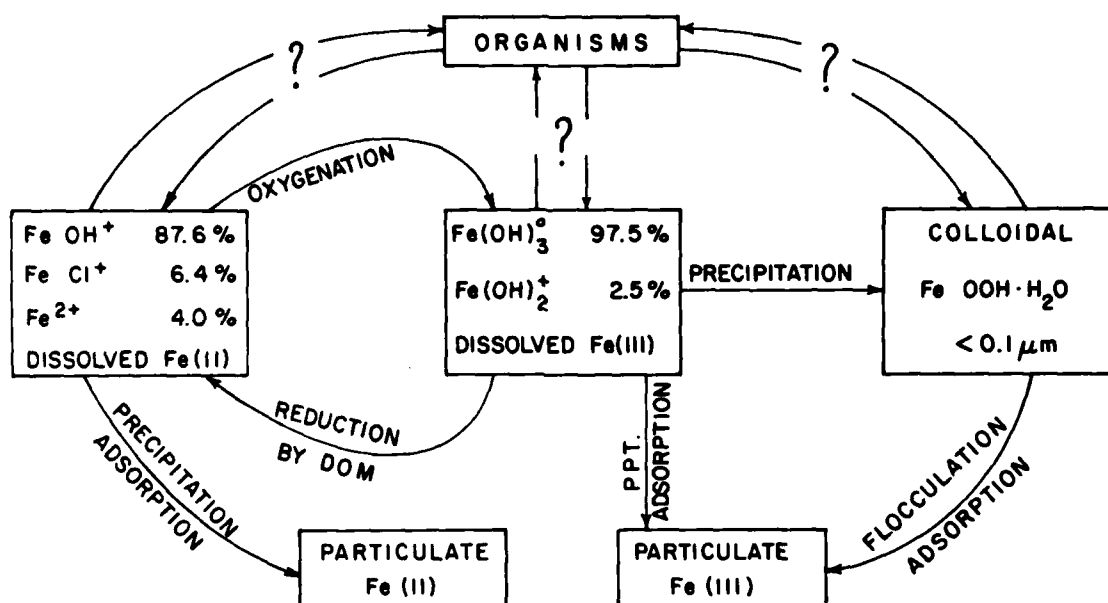 ORGANISMS
?
?
?
OXYGENATION
Fe OH⁺ 87.6%
Fe Cl⁺ 6.4%
Fe²⁺ 4.0%
DISSOLVED Fe(II)
Fe(OH)₃° 97.5%
Fe(OH)₂⁺ 2.5%
DISSOLVED Fe(III)
PRECIPITATION
COLLOIDAL
Fe OOH·H₂O
<0.1 μm
REDUCTION
BY DOM
PRECIPITATION
ADSORPTION
PPT.
ADSORPTION
FLOCCULATION
ADSORPTION
PARTICULATE
Fe (II)
PARTICULATE
Fe (III)